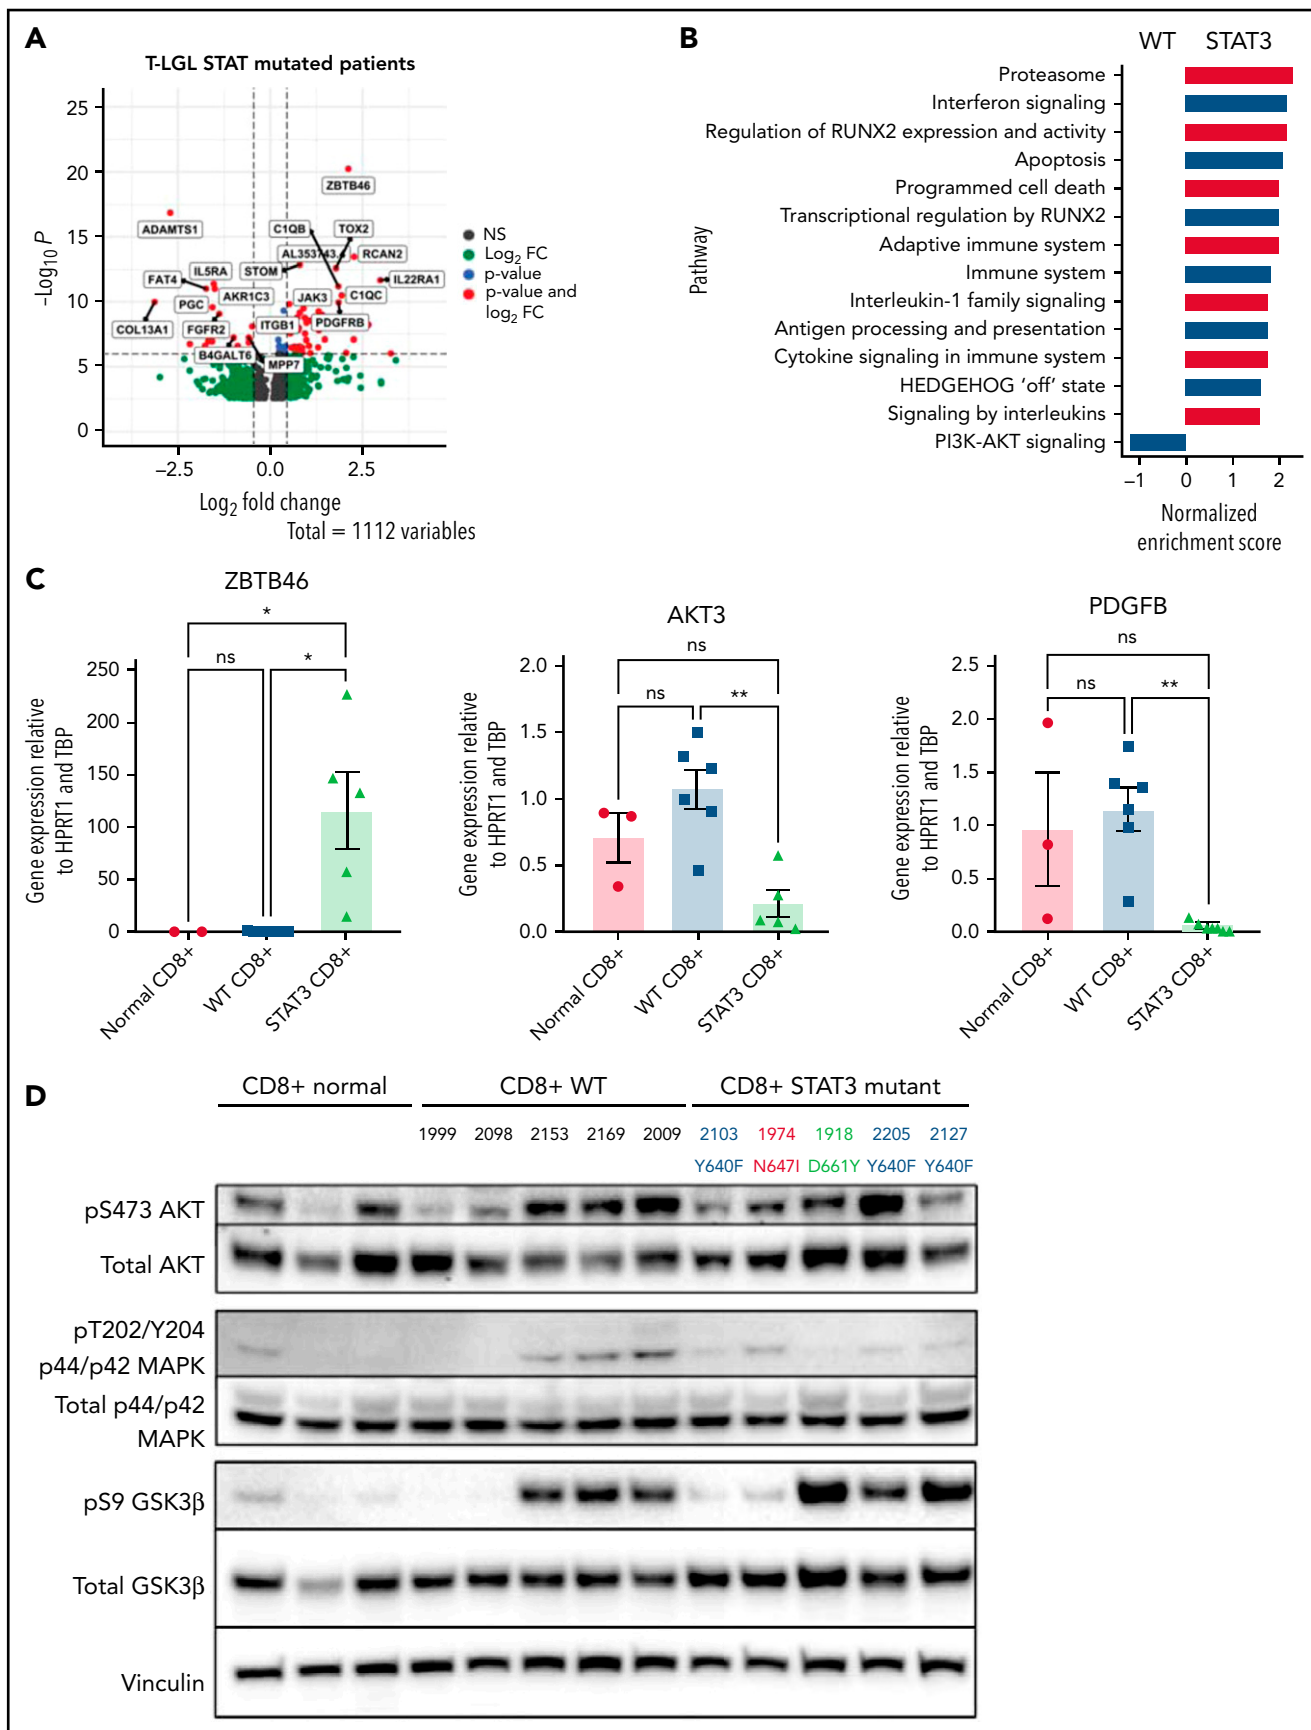 A
T-LGL STAT mutated patients
25
20
15
10
5
0
–Log10 P
ZBTB46
ADAMTS1
C1QB
TOX2
AL353743.4
RCAN2
FAT4
IL5RA
STOM
IL22RA1
PGC
AKR1C3
JAK3
C1QC
COL13A1
FGFR2
ITGB1
PDGFRB
B4GALT6
MPP7
–2.5
0.0
2.5
Log2 fold change
Total = 1112 variables
NS
Log2 FC
p-value
p-value and
log2 FC
B
WT
STAT3
Pathway
Proteasome
Interferon signaling
Regulation of RUNX2 expression and activity
Apoptosis
Programmed cell death
Transcriptional regulation by RUNX2
Adaptive immune system
Immune system
Interleukin-1 family signaling
Antigen processing and presentation
Cytokine signaling in immune system
HEDGEHOG ‘off’ state
Signaling by interleukins
PI3K-AKT signaling
–1
0
1
2
Normalized
enrichment score
C
ZBTB46
*
ns
*
250
200
150
100
50
0
Gene expression relative
to HPRT1 and TBP
Normal CD8+
WT CD8+
STAT3 CD8+
AKT3
ns
ns
**
2.0
1.5
1.0
0.5
0.0
Gene expression relative
to HPRT1 and TBP
Normal CD8+
WT CD8+
STAT3 CD8+
PDGFB
ns
ns
**
2.5
2.0
1.5
1.0
0.5
0.0
Gene expression relative
to HPRT1 and TBP
Normal CD8+
WT CD8+
STAT3 CD8+
D
CD8+ normal
CD8+ WT
CD8+ STAT3 mutant
1999 2098 2153 2169 2009 2103 1974 1918 2205 2127
Y640F N647I D661Y Y640F Y640F
pS473 AKT
Total AKT
pT202/Y204
p44/p42 MAPK
Total p44/p42
MAPK
pS9 GSK3β
Total GSK3β
Vinculin